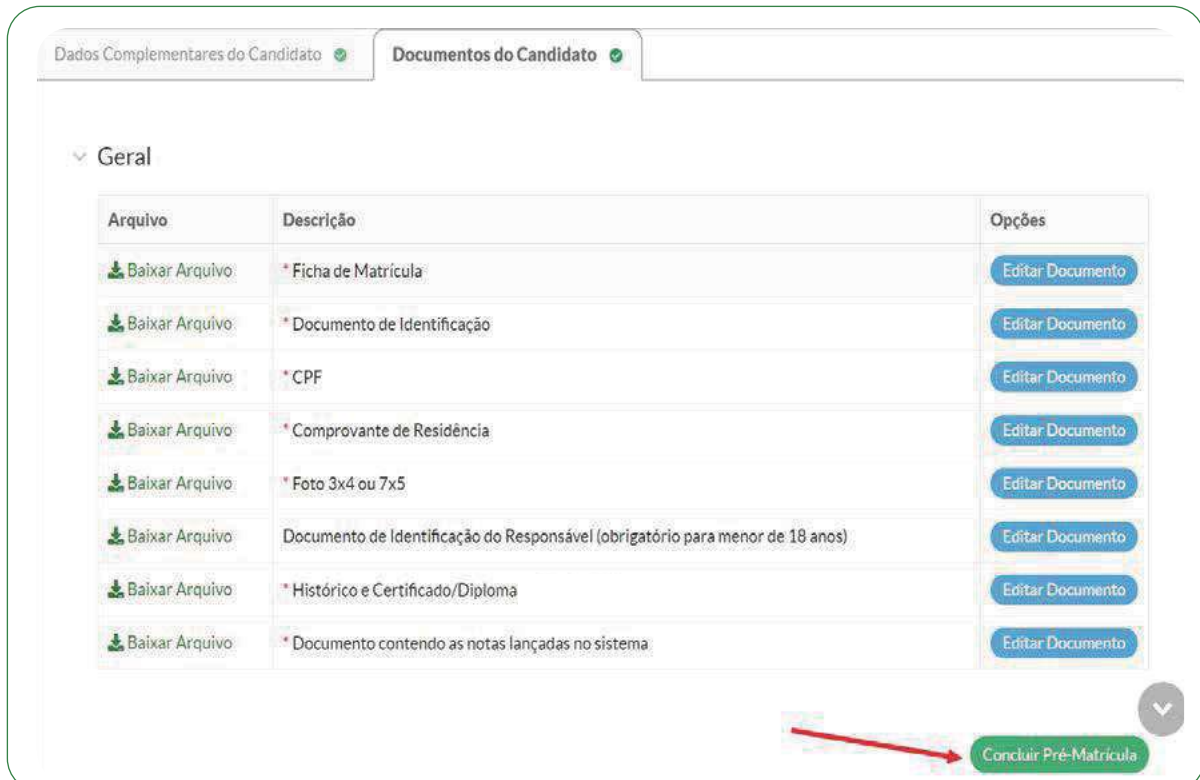 Dados Complementares do Candidato
Documentos do Candidato
Geral
Arquivo Descrição Opções
Baixar Arquivo * Ficha de Matrícula Editar Documento
Baixar Arquivo * Documento de Identificação Editar Documento
Baixar Arquivo * CPF Editar Documento
Baixar Arquivo * Comprovante de Residência Editar Documento
Baixar Arquivo * Foto 3x4 ou 7x5 Editar Documento
Baixar Arquivo Documento de Identificação do Responsável (obrigatório para menor de 18 anos) Editar Documento
Baixar Arquivo * Histórico e Certificado/Diploma Editar Documento
Baixar Arquivo * Documento contendo as notas lançadas no sistema Editar Documento
Concluir Pré-Matrícula